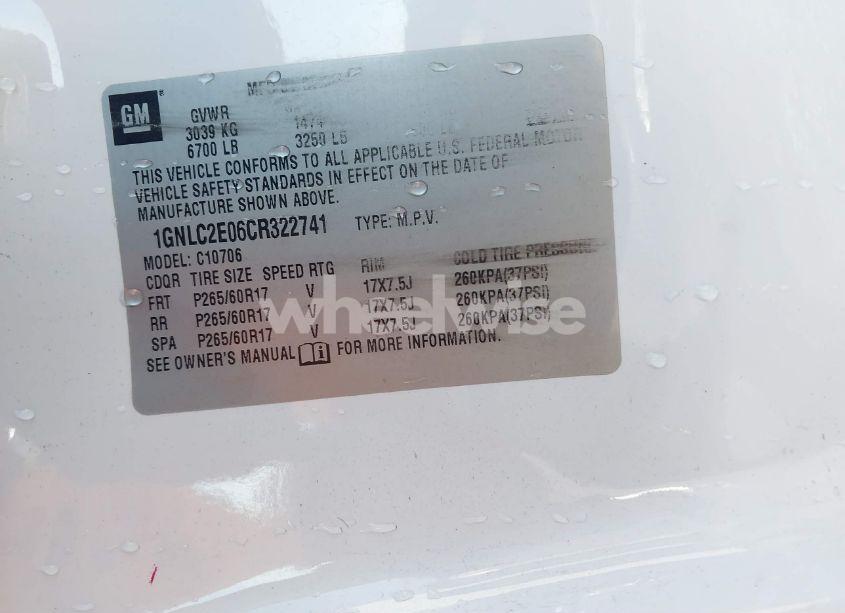 GM
GVWR
3039 KG
3250 LB
6700 LB
THIS VEHICLE CONFORMS TO ALL APPLICABLE U.S. FEDERAL MOTOR
VEHICLE SAFETY STANDARDS IN EFFECT ON THE DATE OF
MANUFACTURE SHOWN ABOVE.
1GNLC2E06CR322741 TYPE: M.P.V.
MODEL: C10706
CDQR TIRE SIZE SPEED RTG RIM COLD TIRE PRESSURE
FRT P265/60R17 V 17X7.5J 260KPA(37PSI)
RR P265/60R17 V 17X7.5J 260KPA(37PSI)
SPA P265/60R17 V 17X7.5J 260KPA(37PSI)
SEE OWNER'S MANUAL FOR MORE INFORMATION.
wheelwise